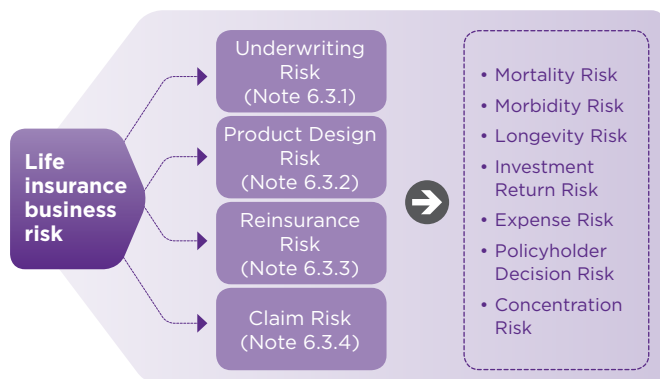 Life
insurance
business
risk
Underwriting
Risk
(Note 6.3.1)
Product Design
Risk
(Note 6.3.2)
Reinsurance
Risk
(Note 6.3.3)
Claim Risk
(Note 6.3.4)
• Mortality Risk
• Morbidity Risk
• Longevity Risk
• Investment
Return Risk
• Expense Risk
• Policyholder
Decision Risk
• Concentration
Risk